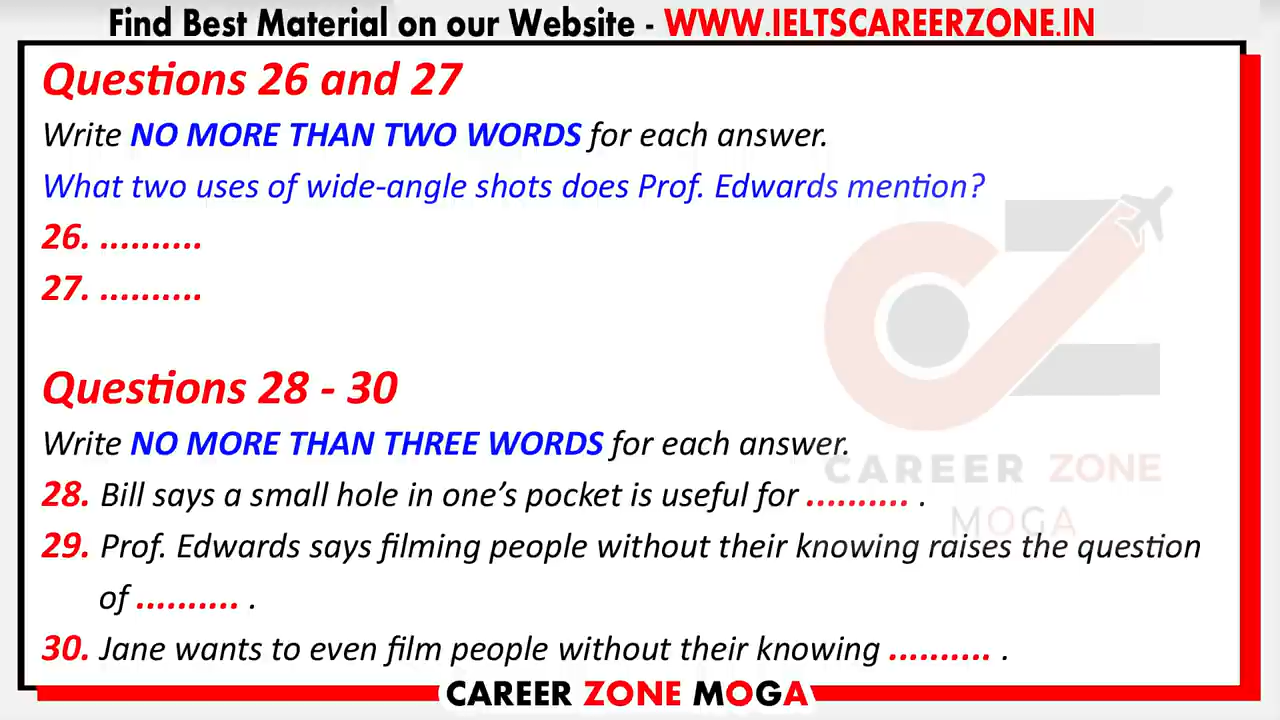 Find Best Material on our Website - WWW.IELTSCAREERZONE.IN
Questions 26 and 27
Write NO MORE THAN TWO WORDS for each answer.
What two uses of wide-angle shots does Prof. Edwards mention?
26. ..........
27. ..........
CAREER ZONE
MOGA
Questions 28 - 30
Write NO MORE THAN THREE WORDS for each answer.
28. Bill says a small hole in one's pocket is useful for .......... .
29. Prof. Edwards says filming people without their knowing raises the question
of .......... .
30. Jane wants to even film people without their knowing .......... .
CAREER ZONE MOGA